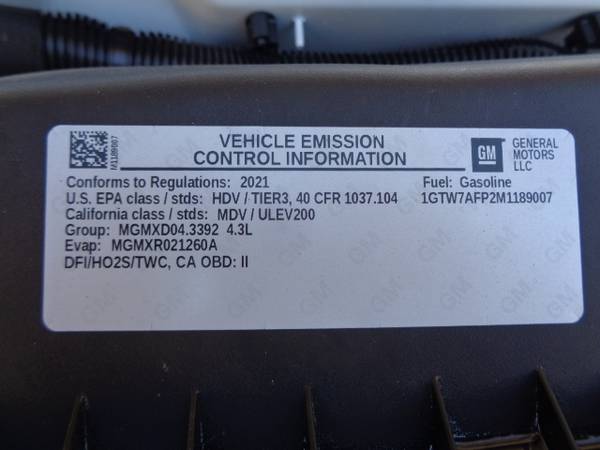 M1189007
VEHICLE EMISSION
CONTROL INFORMATION
GM
GENERAL
MOTORS
LLC
Conforms to Regulations: 2021
Fuel: Gasoline
U.S. EPA class / stds: HDV / TIER3, 40 CFR 1037.104
1GTW7AFP2M1189007
California class / stds: MDV / ULEV200
Group: MGMXD04.3392 4.3L
Evap: MGMXR021260A
DFI/HO2S/TWC, CA OBD: II